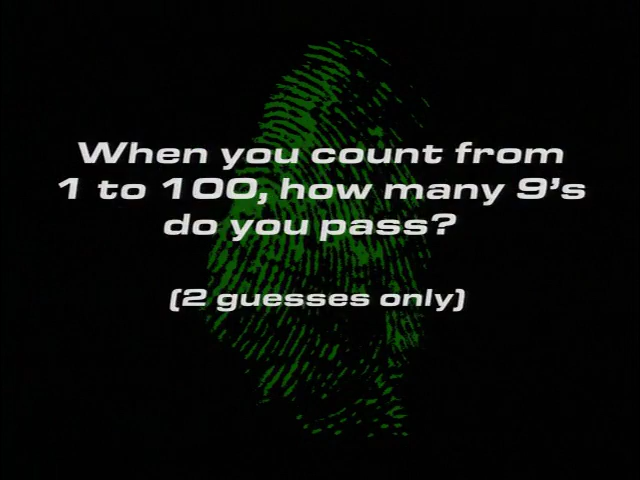 When you count from
1 to 100, how many 9's
do you pass?
(2 guesses only)